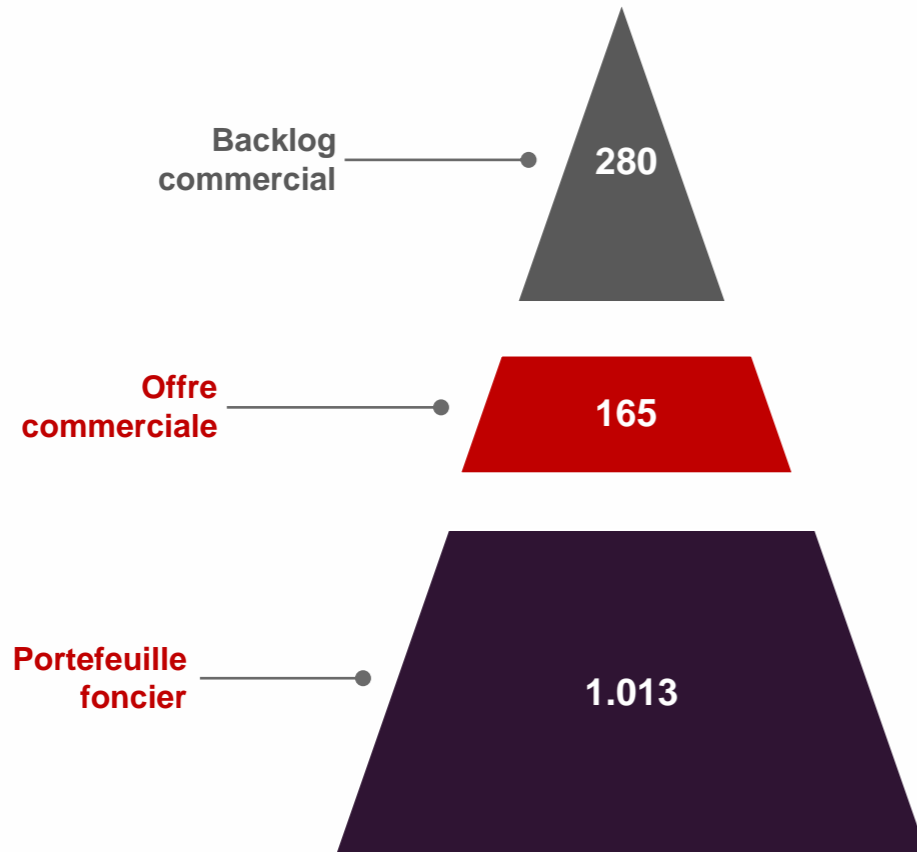 Backlog
commercial
280
Offre
commerciale
165
Portefeuille
foncier
1.013